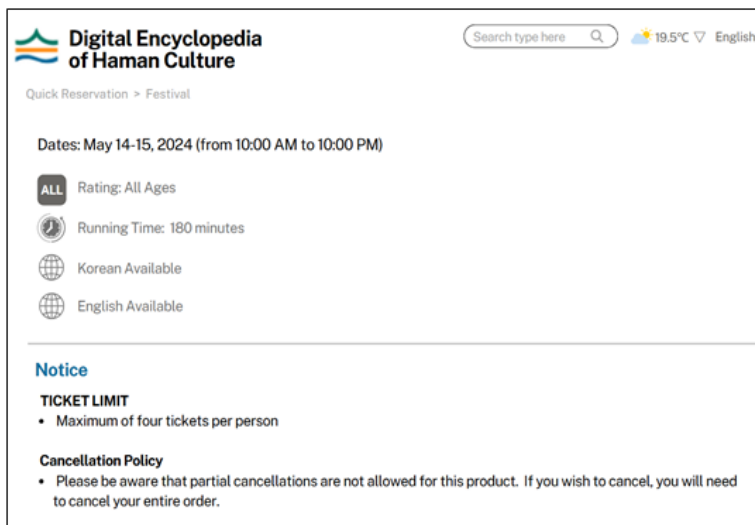 Digital Encyclopedia
of Haman Culture
Search type here
19.5°C ▽ English
Quick Reservation > Festival
Dates: May 14-15, 2024 (from 10:00 AM to 10:00 PM)
ALL Rating: All Ages
Running Time: 180 minutes
Korean Available
English Available
Notice
TICKET LIMIT
• Maximum of four tickets per person
Cancellation Policy
• Please be aware that partial cancellations are not allowed for this product. If you wish to cancel, you will need
to cancel your entire order.